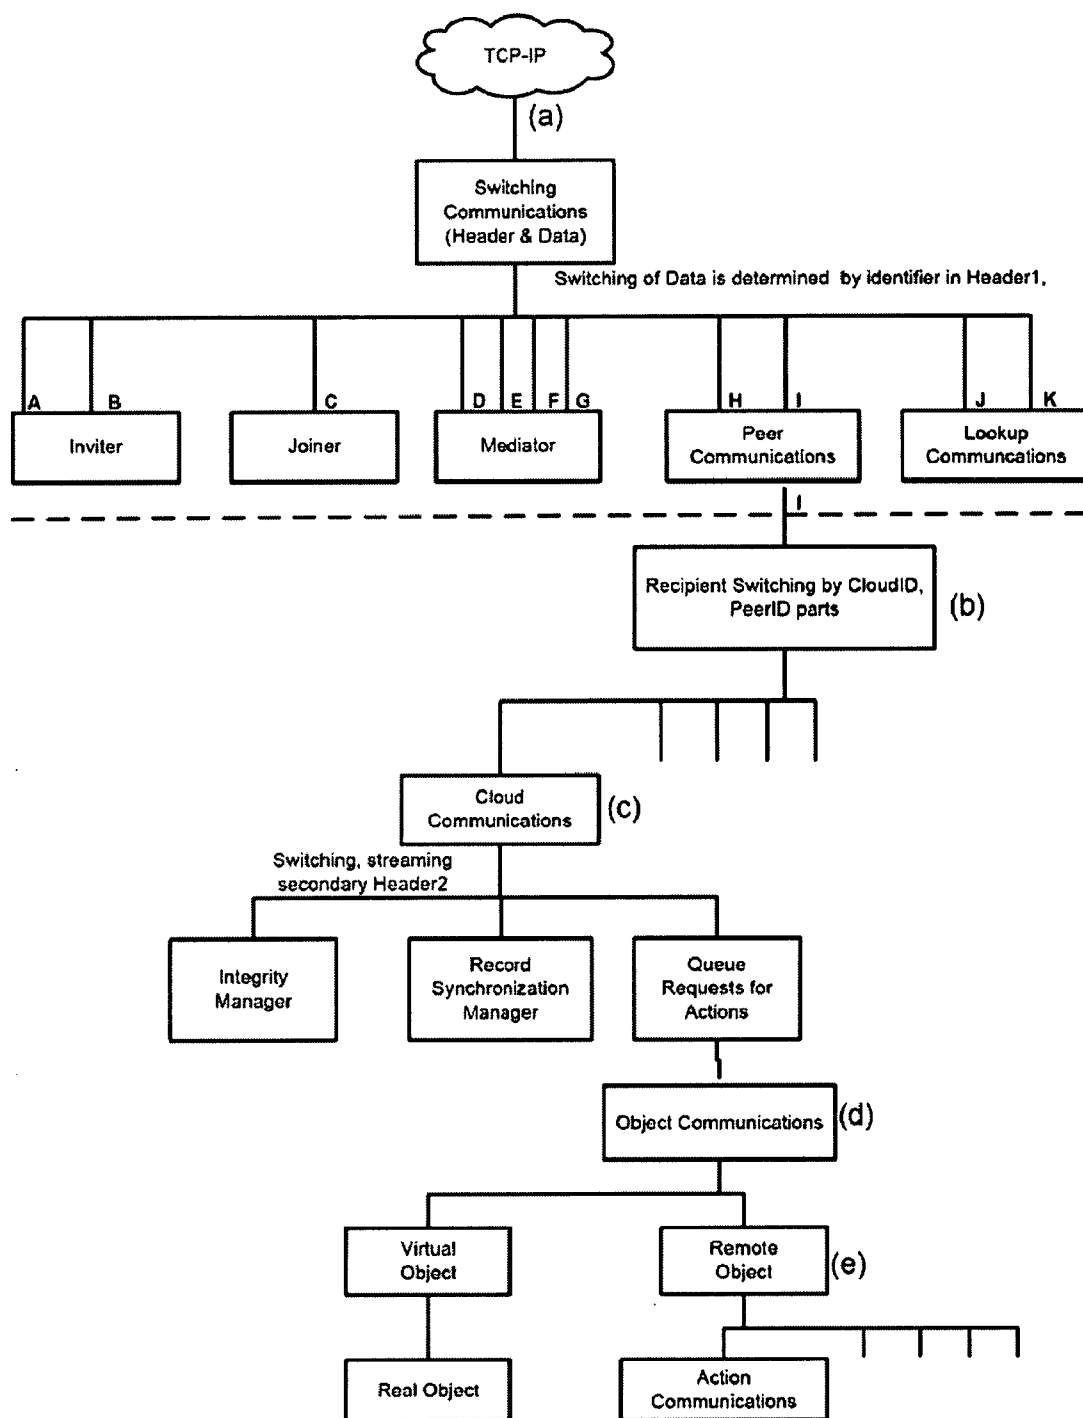 TCP-IP
(a)
Switching
Communications
(Header & Data)
Switching of Data is determined by identifier in Header1,
A
B
C
D
E
F
G
H
I
J
K
Inviter
Joiner
Mediator
Peer
Communications
Lookup
Communcations
I
Recipient Switching by CloudID,
PeerID parts
(b)
Cloud
Communications
(c)
Switching, streaming
secondary Header2
Integrity
Manager
Record
Synchronization
Manager
Queue
Requests for
Actions
Object Communications
(d)
Virtual
Object
Remote
Object
(e)
Real Object
Action
Communications